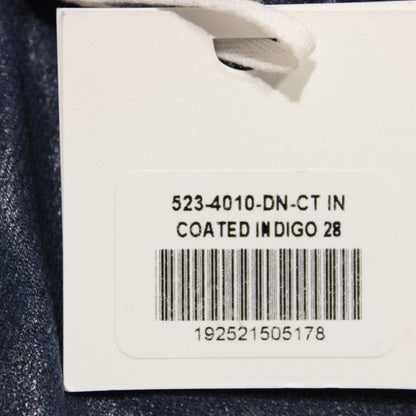 523-4010-DN-CT IN
COATED INDIGO 28
192521505178